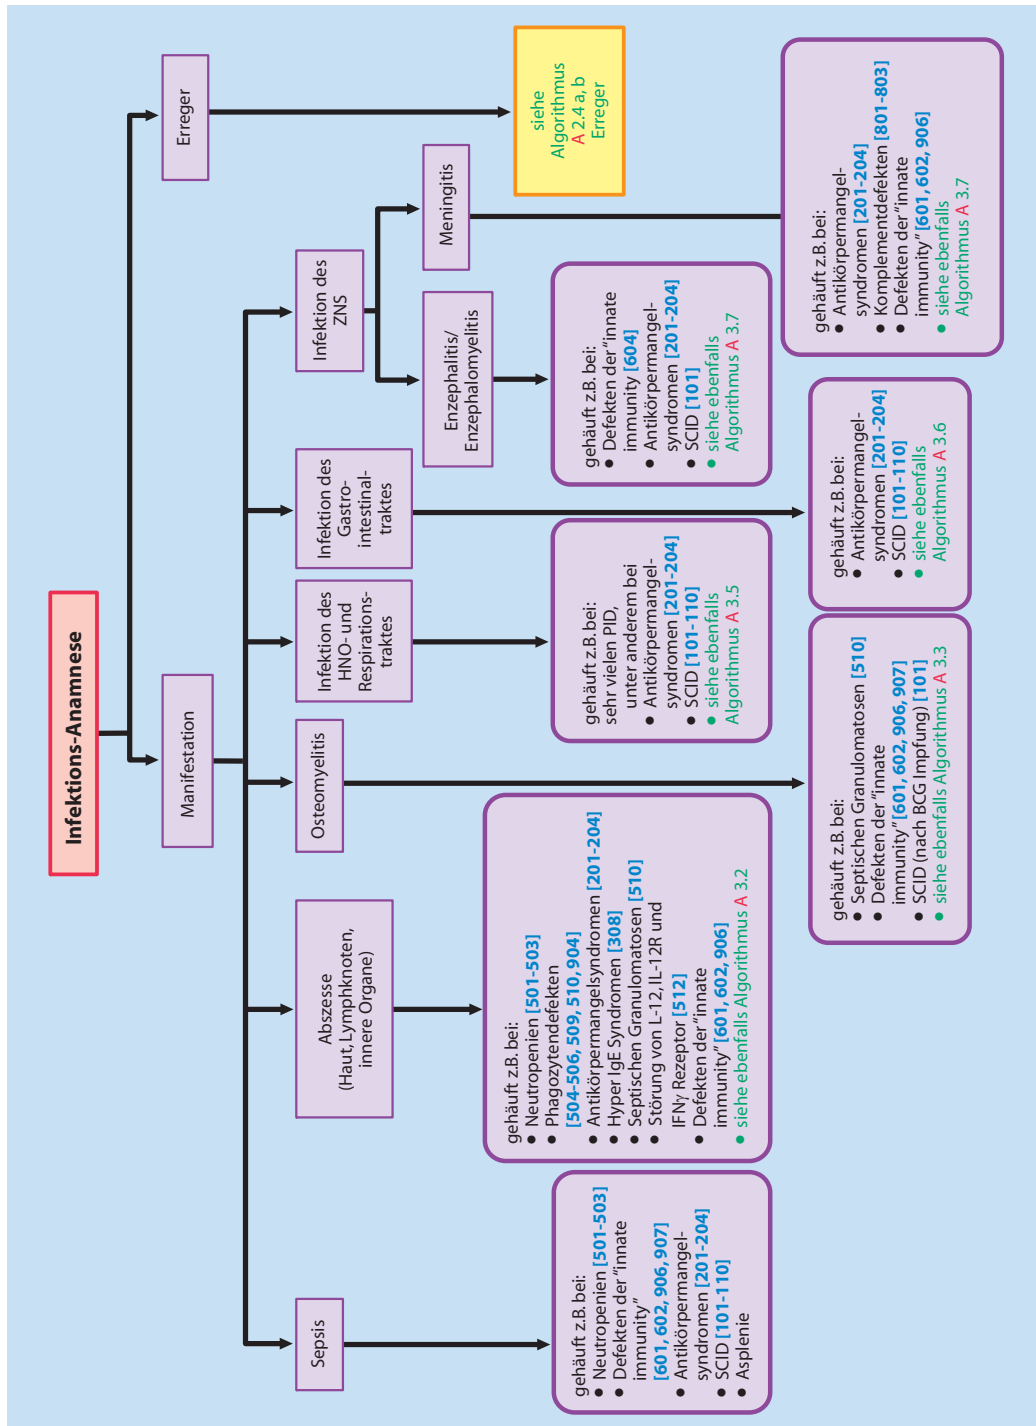 Infektions-Anamnese
Manifestation
Erreger
Sepsis
Abszesse
(Haut, Lymphknoten,
innere Organe)
Osteomyelitis
Infektion des
HNO- und
Respirations-
traktes
Infektion des
Gastro-
intestinal-
traktes
Infektion des
ZNS
Enzephalitis/
Enzephalomyelitis
Meningitis
siehe
Algorithmus
A 2.4 a, b
Erreger
gehäuft z.B. bei:
● Neutropenien [501-503]
● Defekten der “innate
immunity”
[601, 602, 906, 907]
● Antikörpermangel-
syndromen [201-204]
● SCID [101-110]
● Asplenie
gehäuft z.B. bei:
● Neutropenien [501-503]
● Phagozytendefekten
[504-506, 509, 510, 904]
● Antikörpermangelsyndromen [201-204]
● Hyper IgE Syndromen [308]
● Septischen Granulomatosen [510]
● Störung von L-12, IL-12R und
IFNγ Rezeptor [512]
● Defekten der “innate
immunity” [601, 602, 906]
● siehe ebenfalls Algorithmus A 3.2
gehäuft z.B. bei:
● Septischen Granulomatosen [510]
● Defekten der “innate
immunity” [601, 602, 906, 907]
● SCID (nach BCG Impfung) [101]
● siehe ebenfalls Algorithmus A 3.3
gehäuft z.B. bei:
sehr vielen PID,
unter anderem bei
● Antikörpermangel-
syndromen [201-204]
● SCID [101-110]
● siehe ebenfalls
Algorithmus A 3.5
gehäuft z.B. bei:
● Antikörpermangel-
syndromen [201-204]
● SCID [101-110]
● siehe ebenfalls
Algorithmus A 3.6
gehäuft z.B. bei:
● Defekten der “innate
immunity [604]
● Antikörpermangel-
syndromen [201-204]
● SCID [101]
● siehe ebenfalls
Algorithmus A 3.7
gehäuft z.B. bei:
● Antikörpermangel-
syndromen [201-204]
● Komplementdefekten [801-803]
● Defekten der “innate
immunity” [601, 602, 906]
● siehe ebenfalls
Algorithmus A 3.7